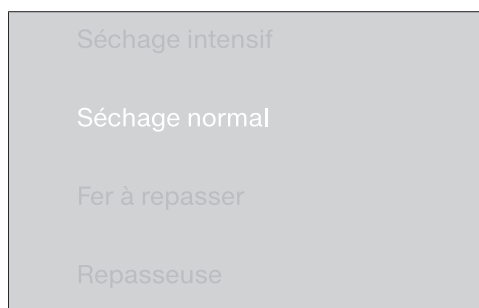 Séchage intensif
Séchage normal
Fer à repasser
Repasseuse